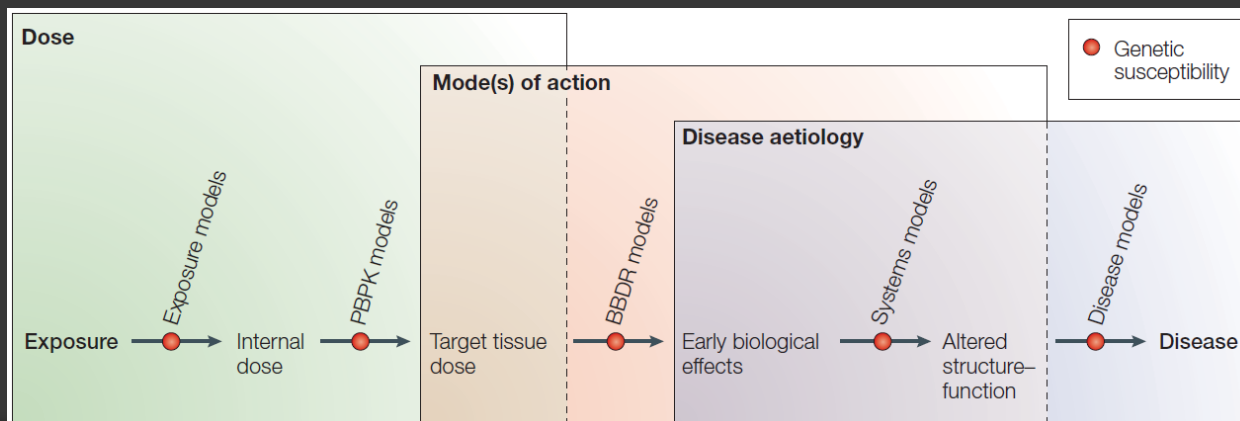 Dose
Genetic
susceptibility
Mode(s) of action
Disease aetiology
Exposure models
PBPK models
BBDR models
Systems models
Disease models
Exposure
Internal
dose
Target tissue
dose
Early biological
effects
Altered
structure–
function
Disease